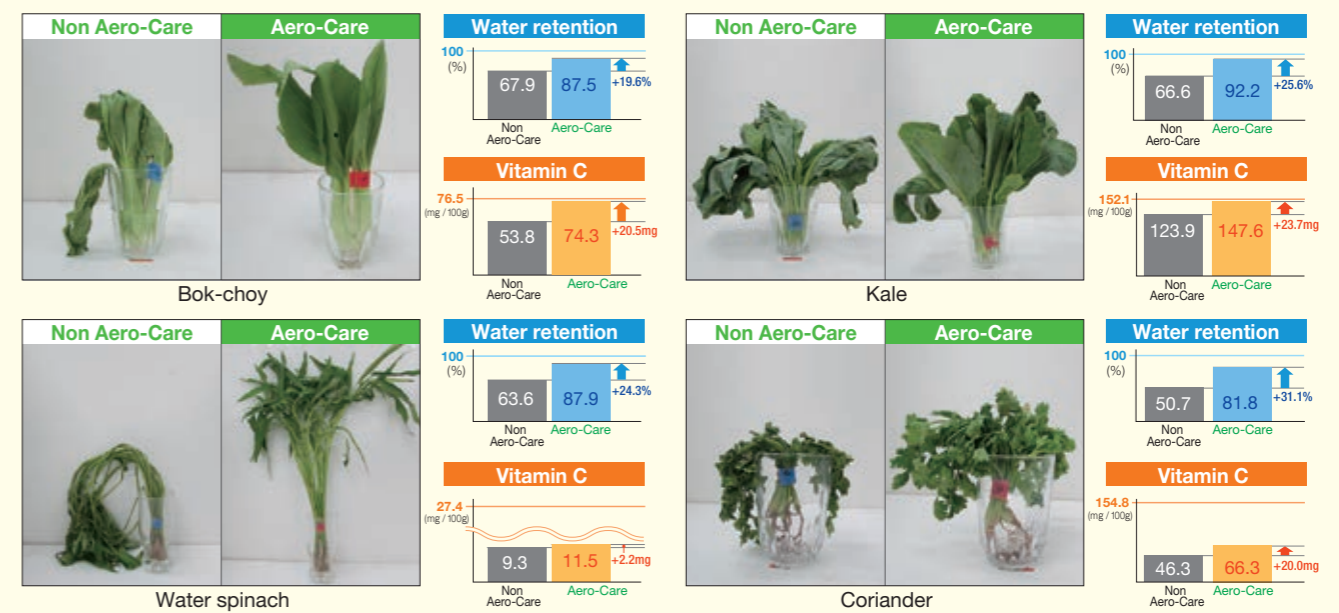 Non Aero-Care
Aero-Care
Water retention
100
(%)
67.9
87.5
+19.6%
Non
Aero-Care
Aero-Care
Vitamin C
76.5
(mg / 100g)
53.8
74.3
+20.5mg
Non
Aero-Care
Aero-Care
Bok-choy
Non Aero-Care
Aero-Care
Water retention
100
(%)
66.6
92.2
+25.6%
Non
Aero-Care
Aero-Care
Vitamin C
152.1
(mg / 100g)
123.9
147.6
+23.7mg
Non
Aero-Care
Aero-Care
Kale
Non Aero-Care
Aero-Care
Water retention
100
(%)
63.6
87.9
+24.3%
Non
Aero-Care
Aero-Care
Vitamin C
27.4
(mg / 100g)
9.3
11.5
+2.2mg
Non
Aero-Care
Aero-Care
Water spinach
Non Aero-Care
Aero-Care
Water retention
100
(%)
50.7
81.8
+31.1%
Non
Aero-Care
Aero-Care
Vitamin C
154.8
(mg / 100g)
46.3
66.3
+20.0mg
Non
Aero-Care
Aero-Care
Coriander